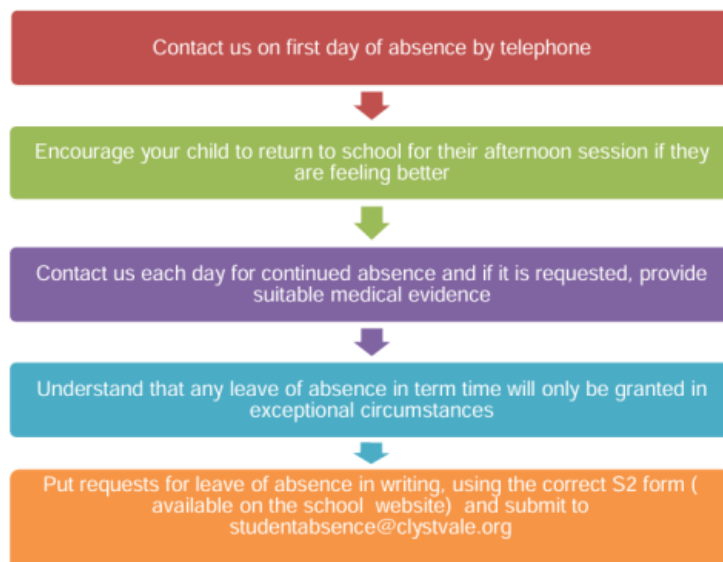 Contact us on first day of absence by telephone
Encourage your child to return to school for their afternoon session if they
are feeling better
Contact us each day for continued absence and if it is requested, provide
suitable medical evidence
Understand that any leave of absence in term time will only be granted in
exceptional circumstances
Put requests for leave of absence in writing, using the correct S2 form (
available on the school  website)  and submit to
studentabsence@clystvale.org